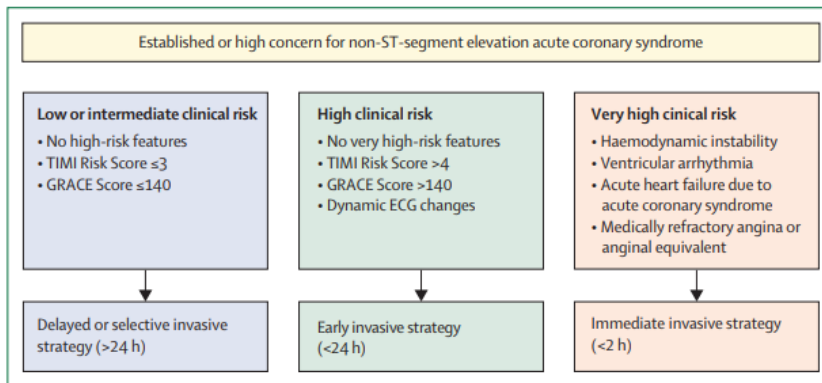 Established or high concern for non-ST-segment elevation acute coronary syndrome
Low or intermediate clinical risk
• No high-risk features
• TIMI Risk Score ≤3
• GRACE Score ≤140
High clinical risk
• No very high-risk features
• TIMI Risk Score >4
• GRACE Score >140
• Dynamic ECG changes
Very high cinical risk
• Haemodynamic instability
• Ventricular arrhythmia
• Acute heart failure due to
acute coronary syndrome
• Medically refractory angina or
anginal equivalent
Delayed or selective invasive
strategy (>24 h)
Early invasive strategy
(<24 h)
Immediate invasive strategy
(<2 h)